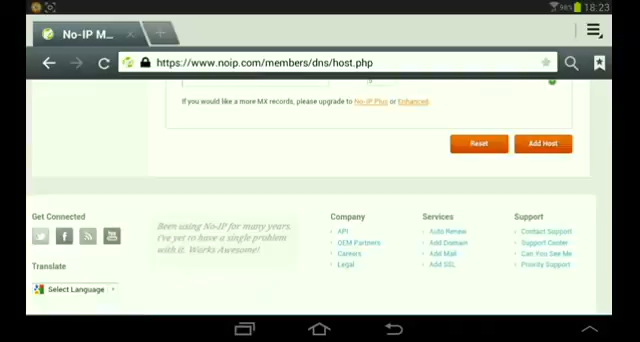 98% 18:23
No-IP M...
https://www.noip.com/members/dns/host.php
If you would like a more MX records, please upgrade to No-IP Plus or Enhanced.
Reset Add Host
Get Connected
Been using No-IP for many years.
I've yet to have a single problem
with it. Works Awesome!
Translate
Select Language
Company
API
OEM Partners
Careers
Legal
Services
Auto Renew
Add Domain
Add Mail
Add SSL
Support
Contact Support
Support Center
Can You See Me
Priority Support